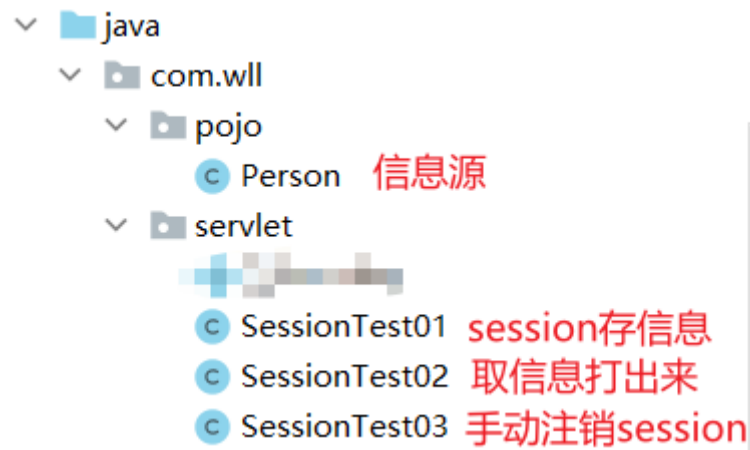 java
com.wll
pojo
C Person 信息源
servlet
C SessionTest01 session存信息
C SessionTest02 取信息打出来
C SessionTest03 手动注销session